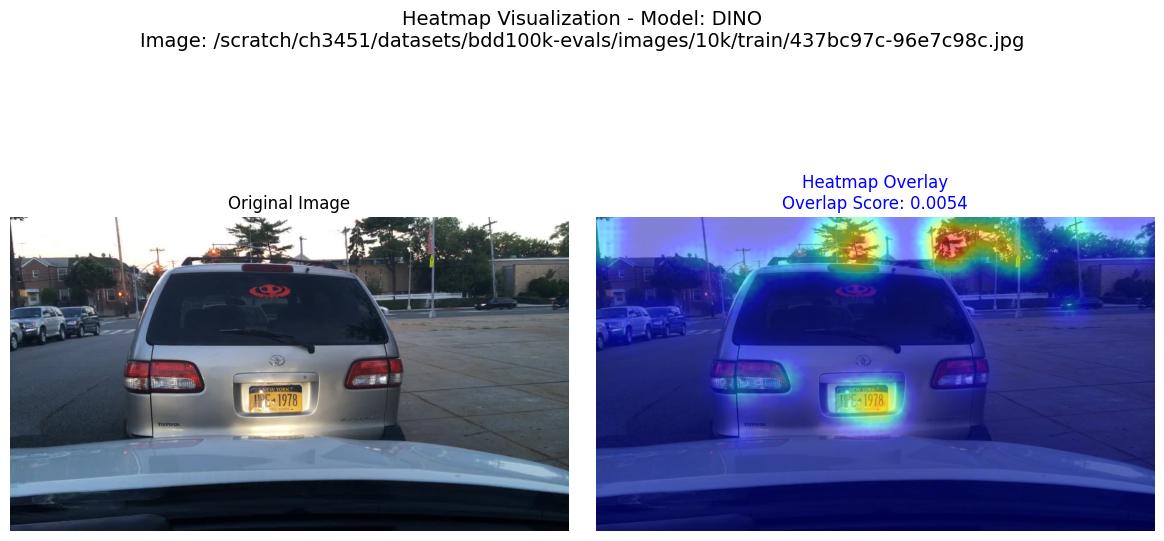 Heatmap Visualization - Model: DINO
Image: /scratch/ch3451/datasets/bdd100k-evals/images/10k/train/437bc97c-96e7c98c.jpg
Original Image
Heatmap Overlay
Overlap Score: 0.0054
NEW YORK
1978
1978